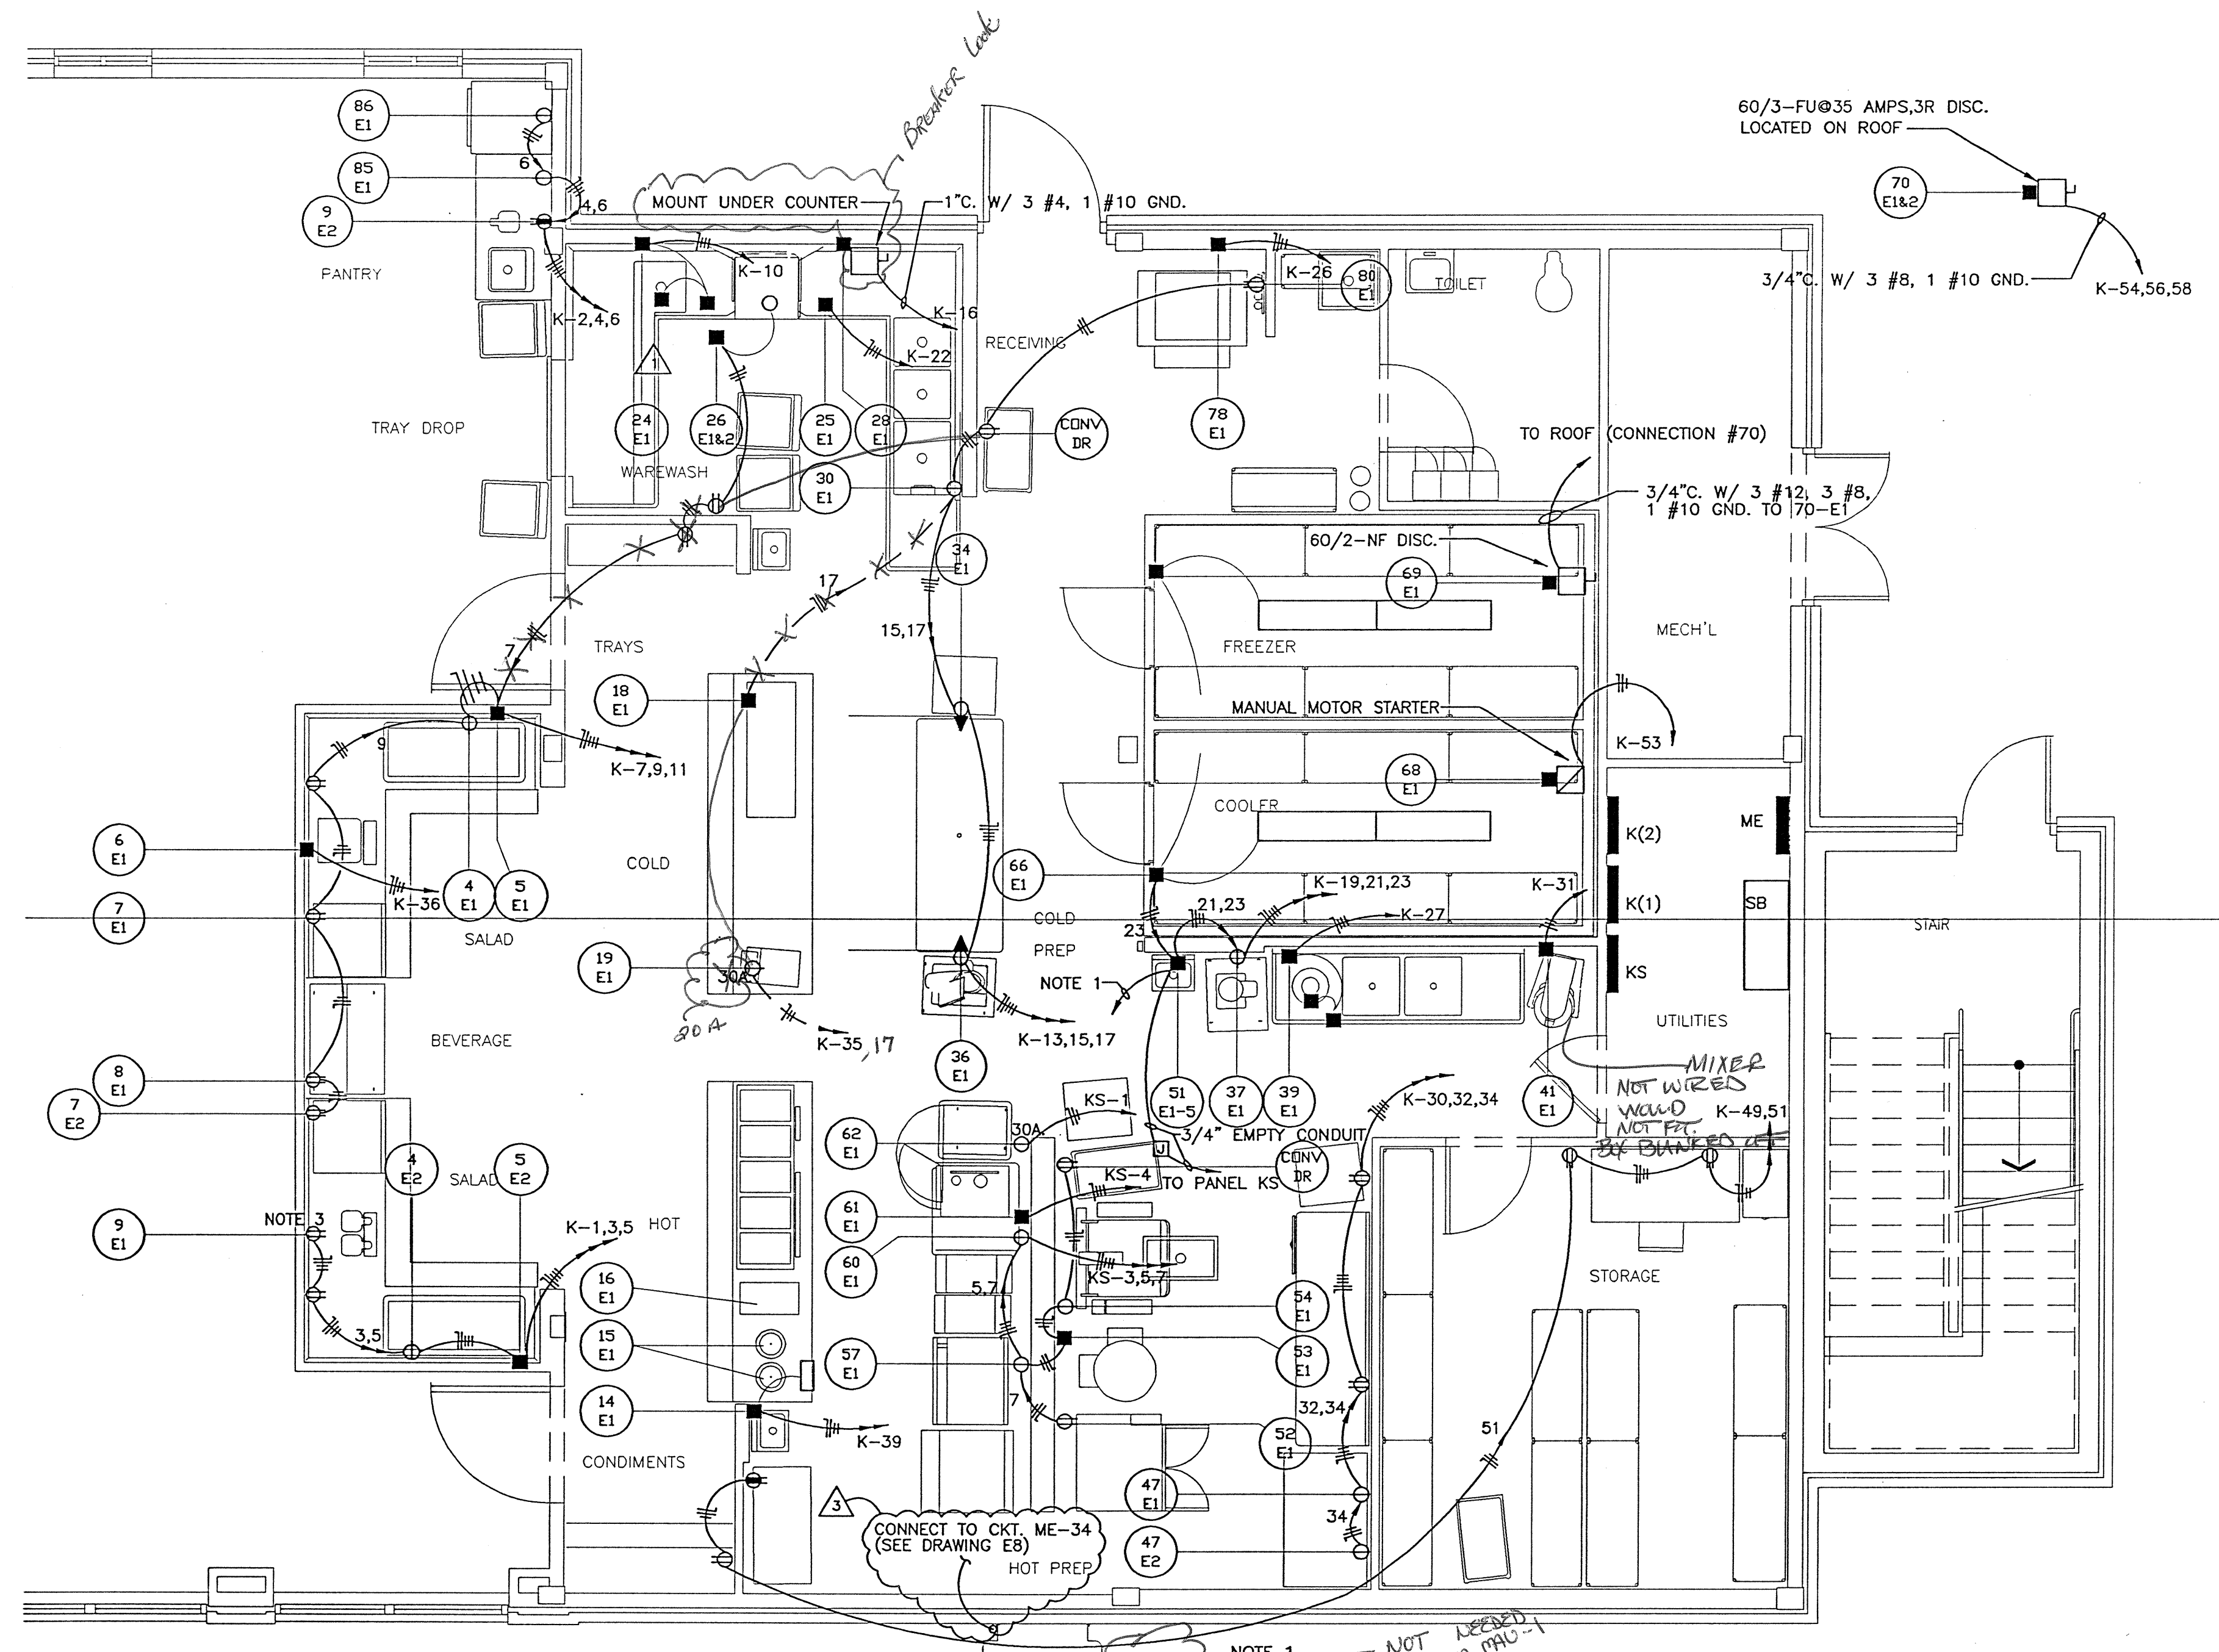 BREAKER Lock
60/3-FU@35 AMPS,3R DISC.
LOCATED ON ROOF
86
E1
85
E1
6
9
E2
4,6
70
E1&2
MOUNT UNDER COUNTER
1"C. W/ 3 #4, 1 #10 GND.
PANTRY
K-10
K-26
80
E1
TOILET
3/4"C. W/ 3 #8, 1 #10 GND.
K-54,56,58
K-2,4,6
K-16
RECEIVING
K-22
1
TRAY DROP
24
E1
26
E1&2
25
E1
28
E1
CONV
DR
78
E1
TO ROOF (CONNECTION #70)
WAREWASH
30
E1
3/4"C. W/ 3 #12, 3 #8,
1 #10 GND. TO 70-E1
60/2-NF DISC.
34
E1
69
E1
17
15,17
7
TRAYS
FREEZER
MECH'L
18
E1
MANUAL MOTOR STARTER
9
K-7,9,11
K-53
68
E1
COOLER
6
E1
COLD
K(2)
ME
K-36
4
E1
5
E1
66
E1
K-19,21,23
K-31
7
E1
21,23
K-27
K(1)
SB
SALAD
COLD
PREP
23
STAIR
19
E1
30A
NOTE 1
KS
20A
K-35,17
K-13,15,17
UTILITIES
BEVERAGE
36
E1
MIXER
NOT WIRED
WOULD
NOT FIT.
BOX BLANKED OFF
8
E1
7
E2
51
E1-5
37
E1
39
E1
41
E1
K-30,32,34
K-49,51
KS-1
62
E1
30A
3/4" EMPTY CONDUIT
J
CONV
DR
TO PANEL KS
4
E2
SALAD
5
E2
KS-4
61
E1
9
E1
NOTE 3
K-1,3,5
HOT
60
E1
KS-3,5,7
STORAGE
16
E1
5,7
54
E1
3,5
15
E1
57
E1
53
E1
14
E1
7
32,34
K-39
52
E1
51
CONDIMENTS
47
E1
3
34
CONNECT TO CKT. ME-34
(SEE DRAWING E8)
HOT PREP
47
E2
NOT NEEDED
MAU-1
NOTE 1